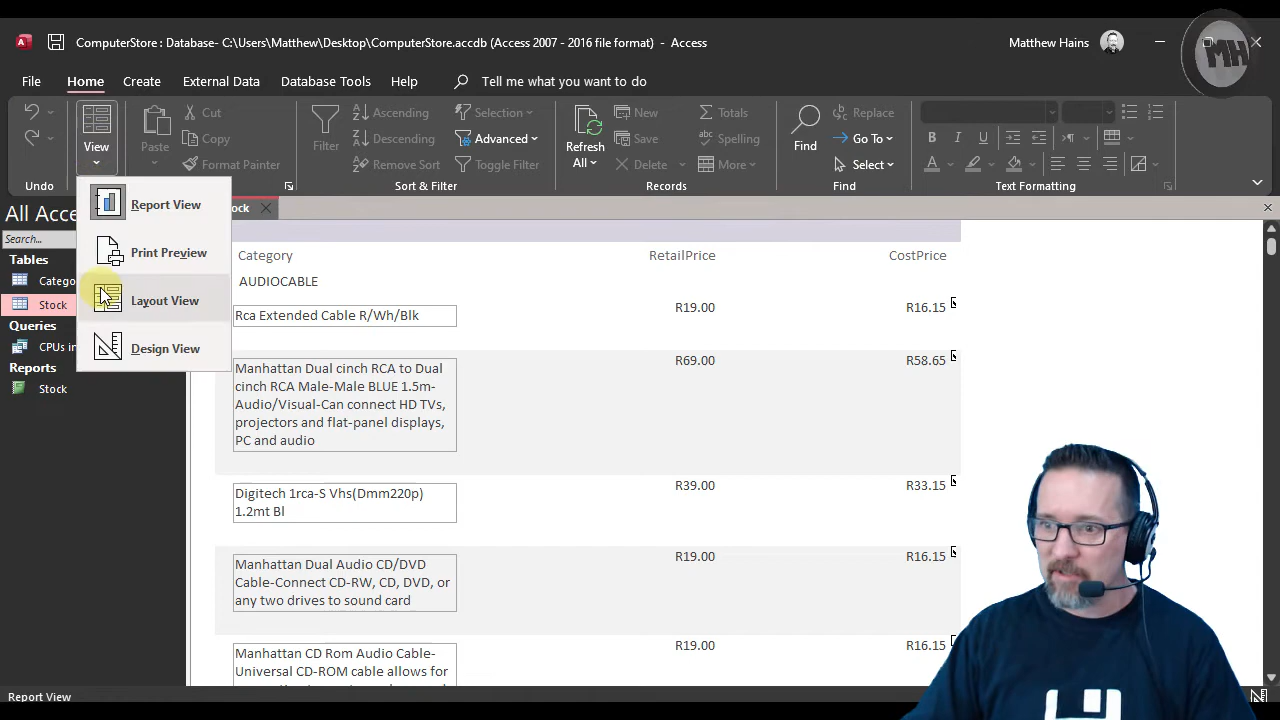 ComputerStore : Database- C:\Users\Matthew\Desktop\ComputerStore.accdb (Access 2007 - 2016 file format) - Access
Matthew Hains
MH
File Home Create External Data Database Tools Help Tell me what you want to do
View
Paste
Cut
Copy
Format Painter
Filter
Ascending
Descending
Remove Sort
Selection
Advanced
Toggle Filter
Refresh
All
New
Save
Delete
Totals
Spelling
More
Find
Replace
Go To
Select
B I U
A
Undo
Sort & Filter
Records
Find
Text Formatting
Report View
Print Preview
Layout View
Design View
All Acce
Search...
Tables
Catego
Stock
Queries
CPUs in
Reports
Stock
ock
Category RetailPrice CostPrice
AUDIOCABLE
Rca Extended Cable R/Wh/Blk R19.00 R16.15
Manhattan Dual cinch RCA to Dual R69.00 R58.65
cinch RCA Male-Male BLUE 1.5m-
Audio/Visual-Can connect HD TVs,
projectors and flat-panel displays,
PC and audio
Digitech 1rca-S Vhs(Dmm220p) R39.00 R33.15
1.2mt Bl
Manhattan Dual Audio CD/DVD R19.00 R16.15
Cable-Connect CD-RW, CD, DVD, or
any two drives to sound card
Manhattan CD Rom Audio Cable- R19.00 R16.15
Universal CD-ROM cable allows for
Report View